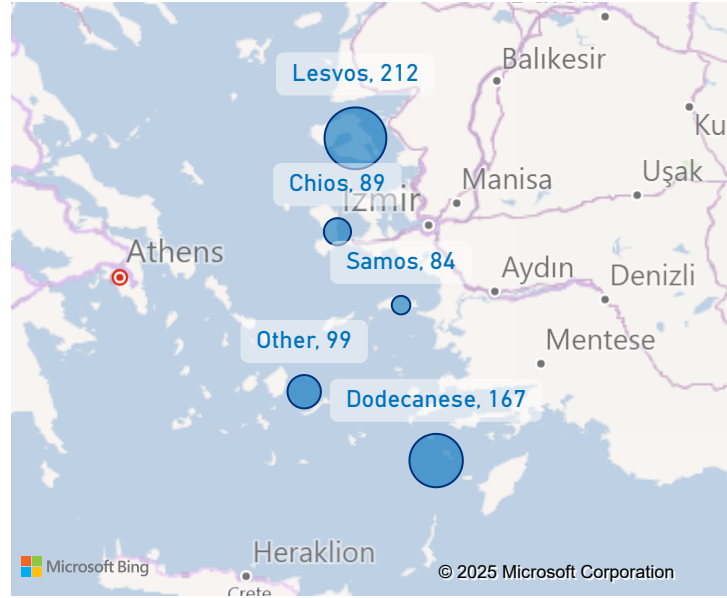 Lesvos, 212
Balıkesir
Ku
Chios, 89
Manisa
Uşak
İzmir
Athens
Samos, 84
Aydın
Denizli
Other, 99
Mentese
Dodecanese, 167
Heraklion
Microsoft Bing
© 2025 Microsoft Corporation
Crete